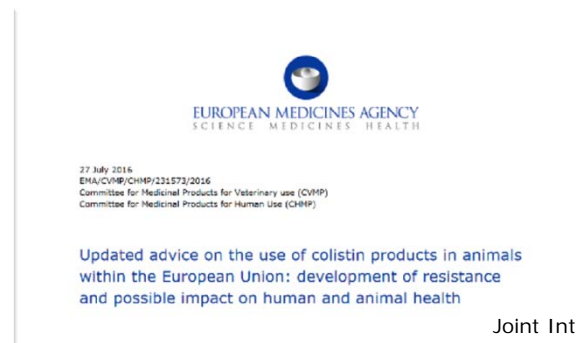 EUROPEAN MEDICINES AGENCY
SCIENCE MEDICINES HEALTH
27 July 2016
EMA/CVMP/CHMP/231573/2016
Committee for Medicinal Products for Veterinary use (CVMP)
Committee for Medicinal Products for Human Use (CHMP)
Updated advice on the use of colistin products in animals
within the European Union: development of resistance
and possible impact on human and animal health
Joint Int